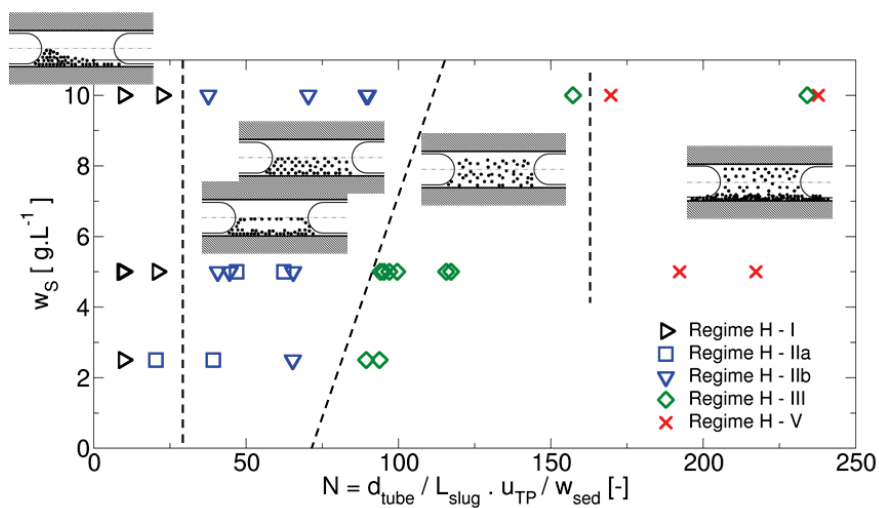 10
8
6
4
2
0
w_S [ g.L^-1 ]
0 50 100 150 200 250
N = d_tube / L_slug . u_TP / w_sed [-]
Regime H - I
Regime H - IIa
Regime H - IIb
Regime H - III
Regime H - V